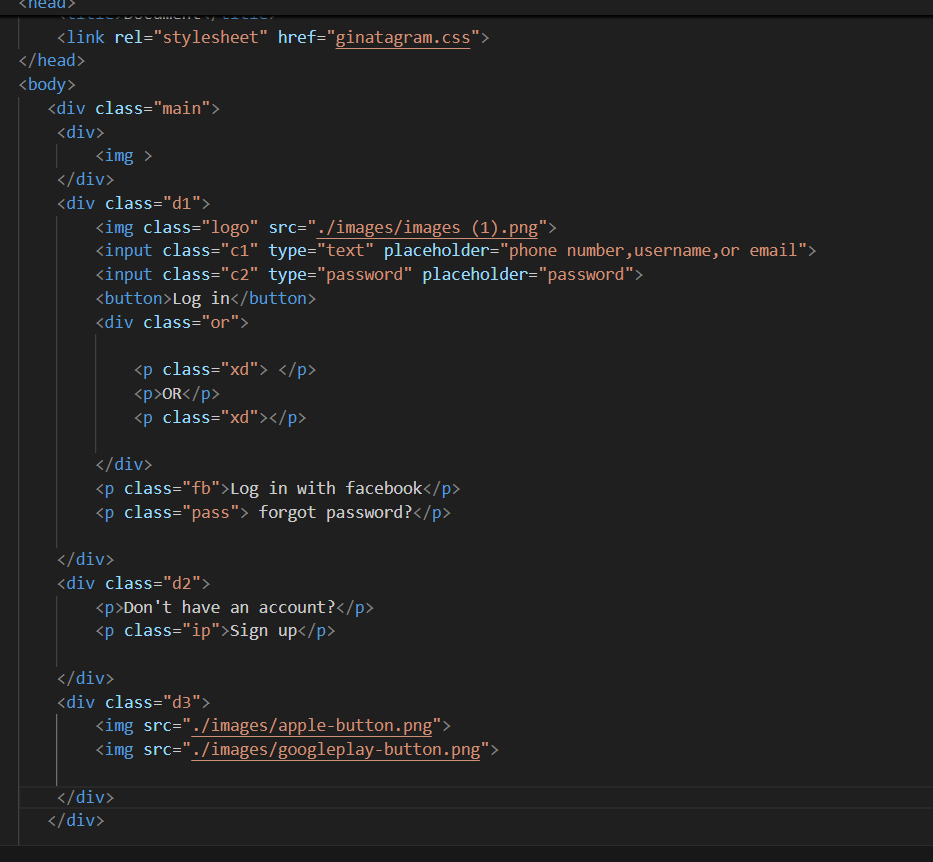 <head>
<title>Document</title>
<link rel="stylesheet" href="ginatagram.css">
</head>
<body>
<div class="main">
<div>
<img >
</div>
<div class="d1">
<img class="logo" src="./images/images (1).png">
<input class="c1" type="text" placeholder="phone number,username,or email">
<input class="c2" type="password" placeholder="password">
<button>Log in</button>
<div class="or">
<p class="xd"> </p>
<p>OR</p>
<p class="xd"></p>
</div>
<p class="fb">Log in with facebook</p>
<p class="pass"> forgot password?</p>
</div>
<div class="d2">
<p>Don't have an account?</p>
<p class="ip">Sign up</p>
</div>
<div class="d3">
<img src="./images/apple-button.png">
<img src="./images/googleplay-button.png">
</div>
</div>